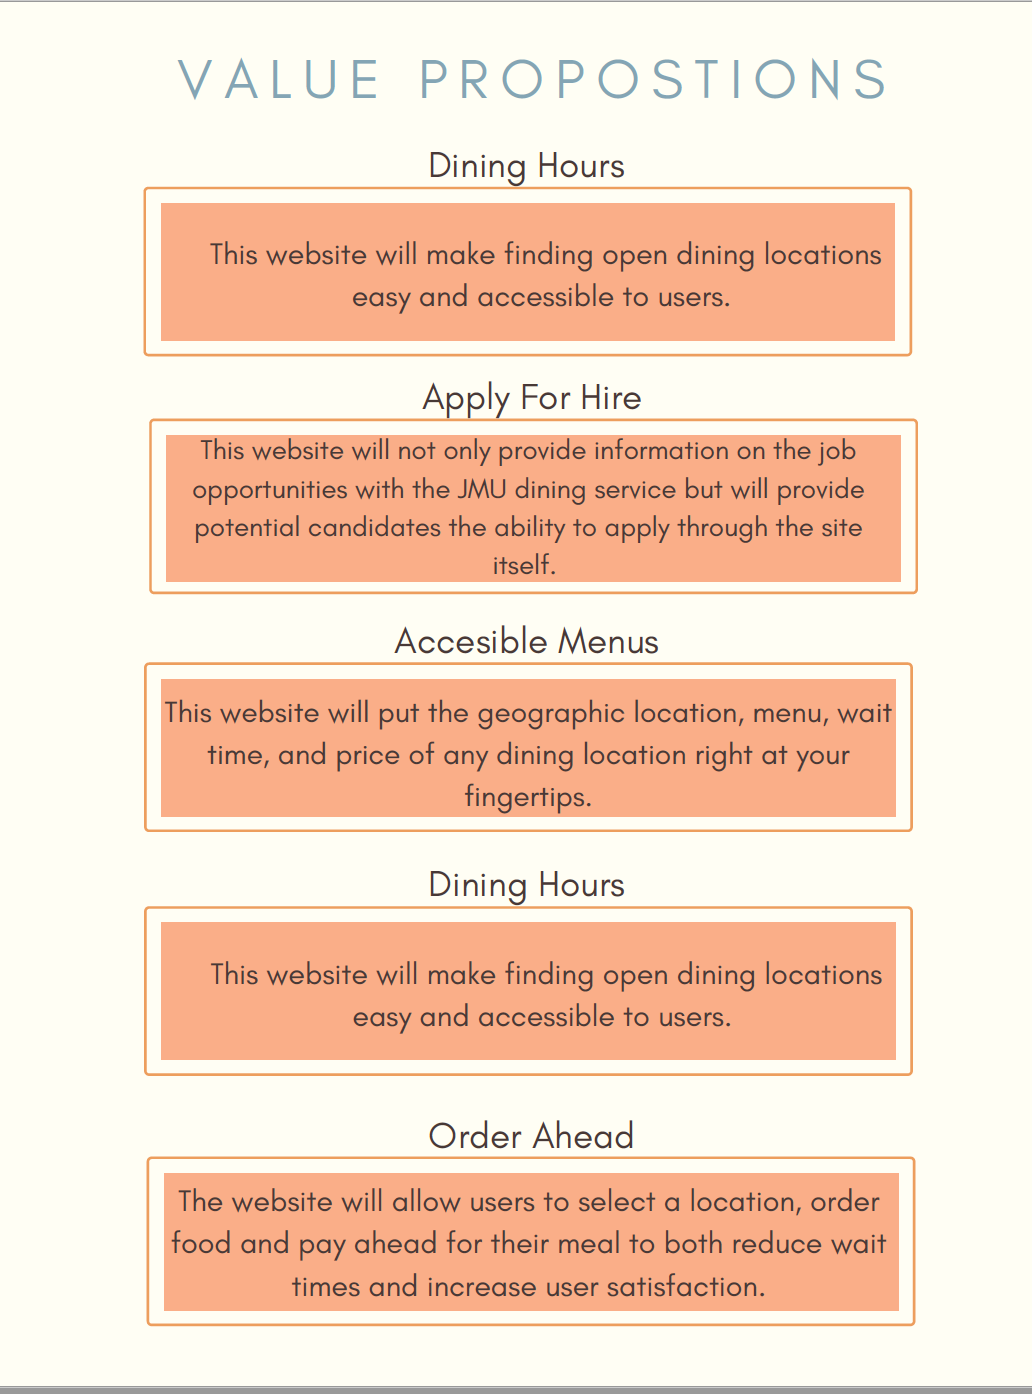 VALUE PROPOSTIONS
Dining Hours
This website will make finding open dining locations
easy and accessible to users.
Apply For Hire
This website will not only provide information on the job
opportunities with the JMU dining service but will provide
potential candidates the ability to apply through the site
itself.
Accesible Menus
This website will put the geographic location, menu, wait
time, and price of any dining location right at your
fingertips.
Dining Hours
This website will make finding open dining locations
easy and accessible to users.
Order Ahead
The website will allow users to select a location, order
food and pay ahead for their meal to both reduce wait
times and increase user satisfaction.